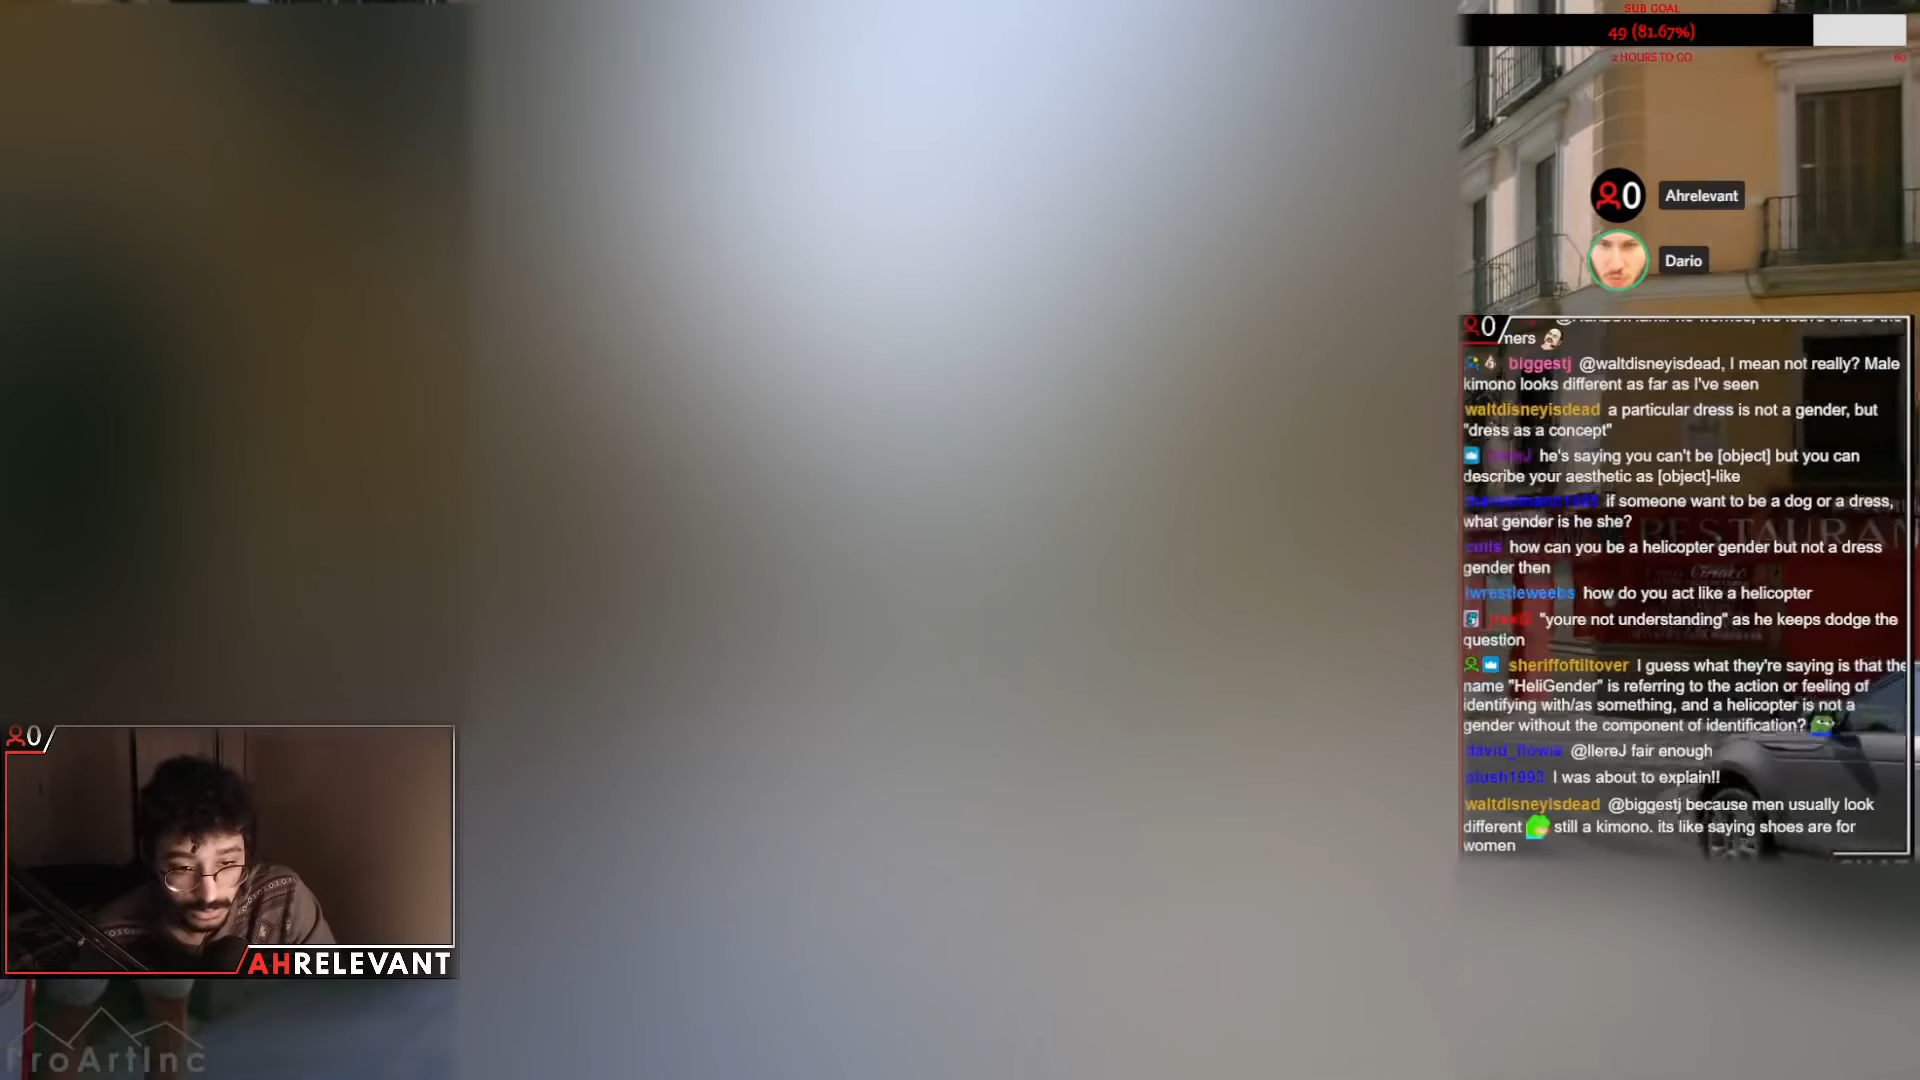 SUB GOAL
49 (81.67%)
2 HOURS TO GO
60
0 Ahrelevant
Dario
0
ners
biggestj @waltdisneyisdead, I mean not really? Male
kimono looks different as far as I've seen
waltdisneyisdead a particular dress is not a gender, but
"dress as a concept"
he's saying you can't be [object] but you can
describe your aesthetic as [object]-like
if someone want to be a dog or a dress,
what gender is he she?
how can you be a helicopter gender but not a dress
gender then
iwrestleweebs how do you act like a helicopter
"youre not understanding" as he keeps dodge the
question
sheriffoftiltover I guess what they're saying is that the
name "HeliGender" is referring to the action or feeling of
identifying with/as something, and a helicopter is not a
gender without the component of identification?
david_flowie @llereJ fair enough
plush1993 I was about to explain!!
waltdisneyisdead @biggestj because men usually look
different still a kimono. its like saying shoes are for
women
RESTAURAN
0
AHRELEVANT
ProArtInc